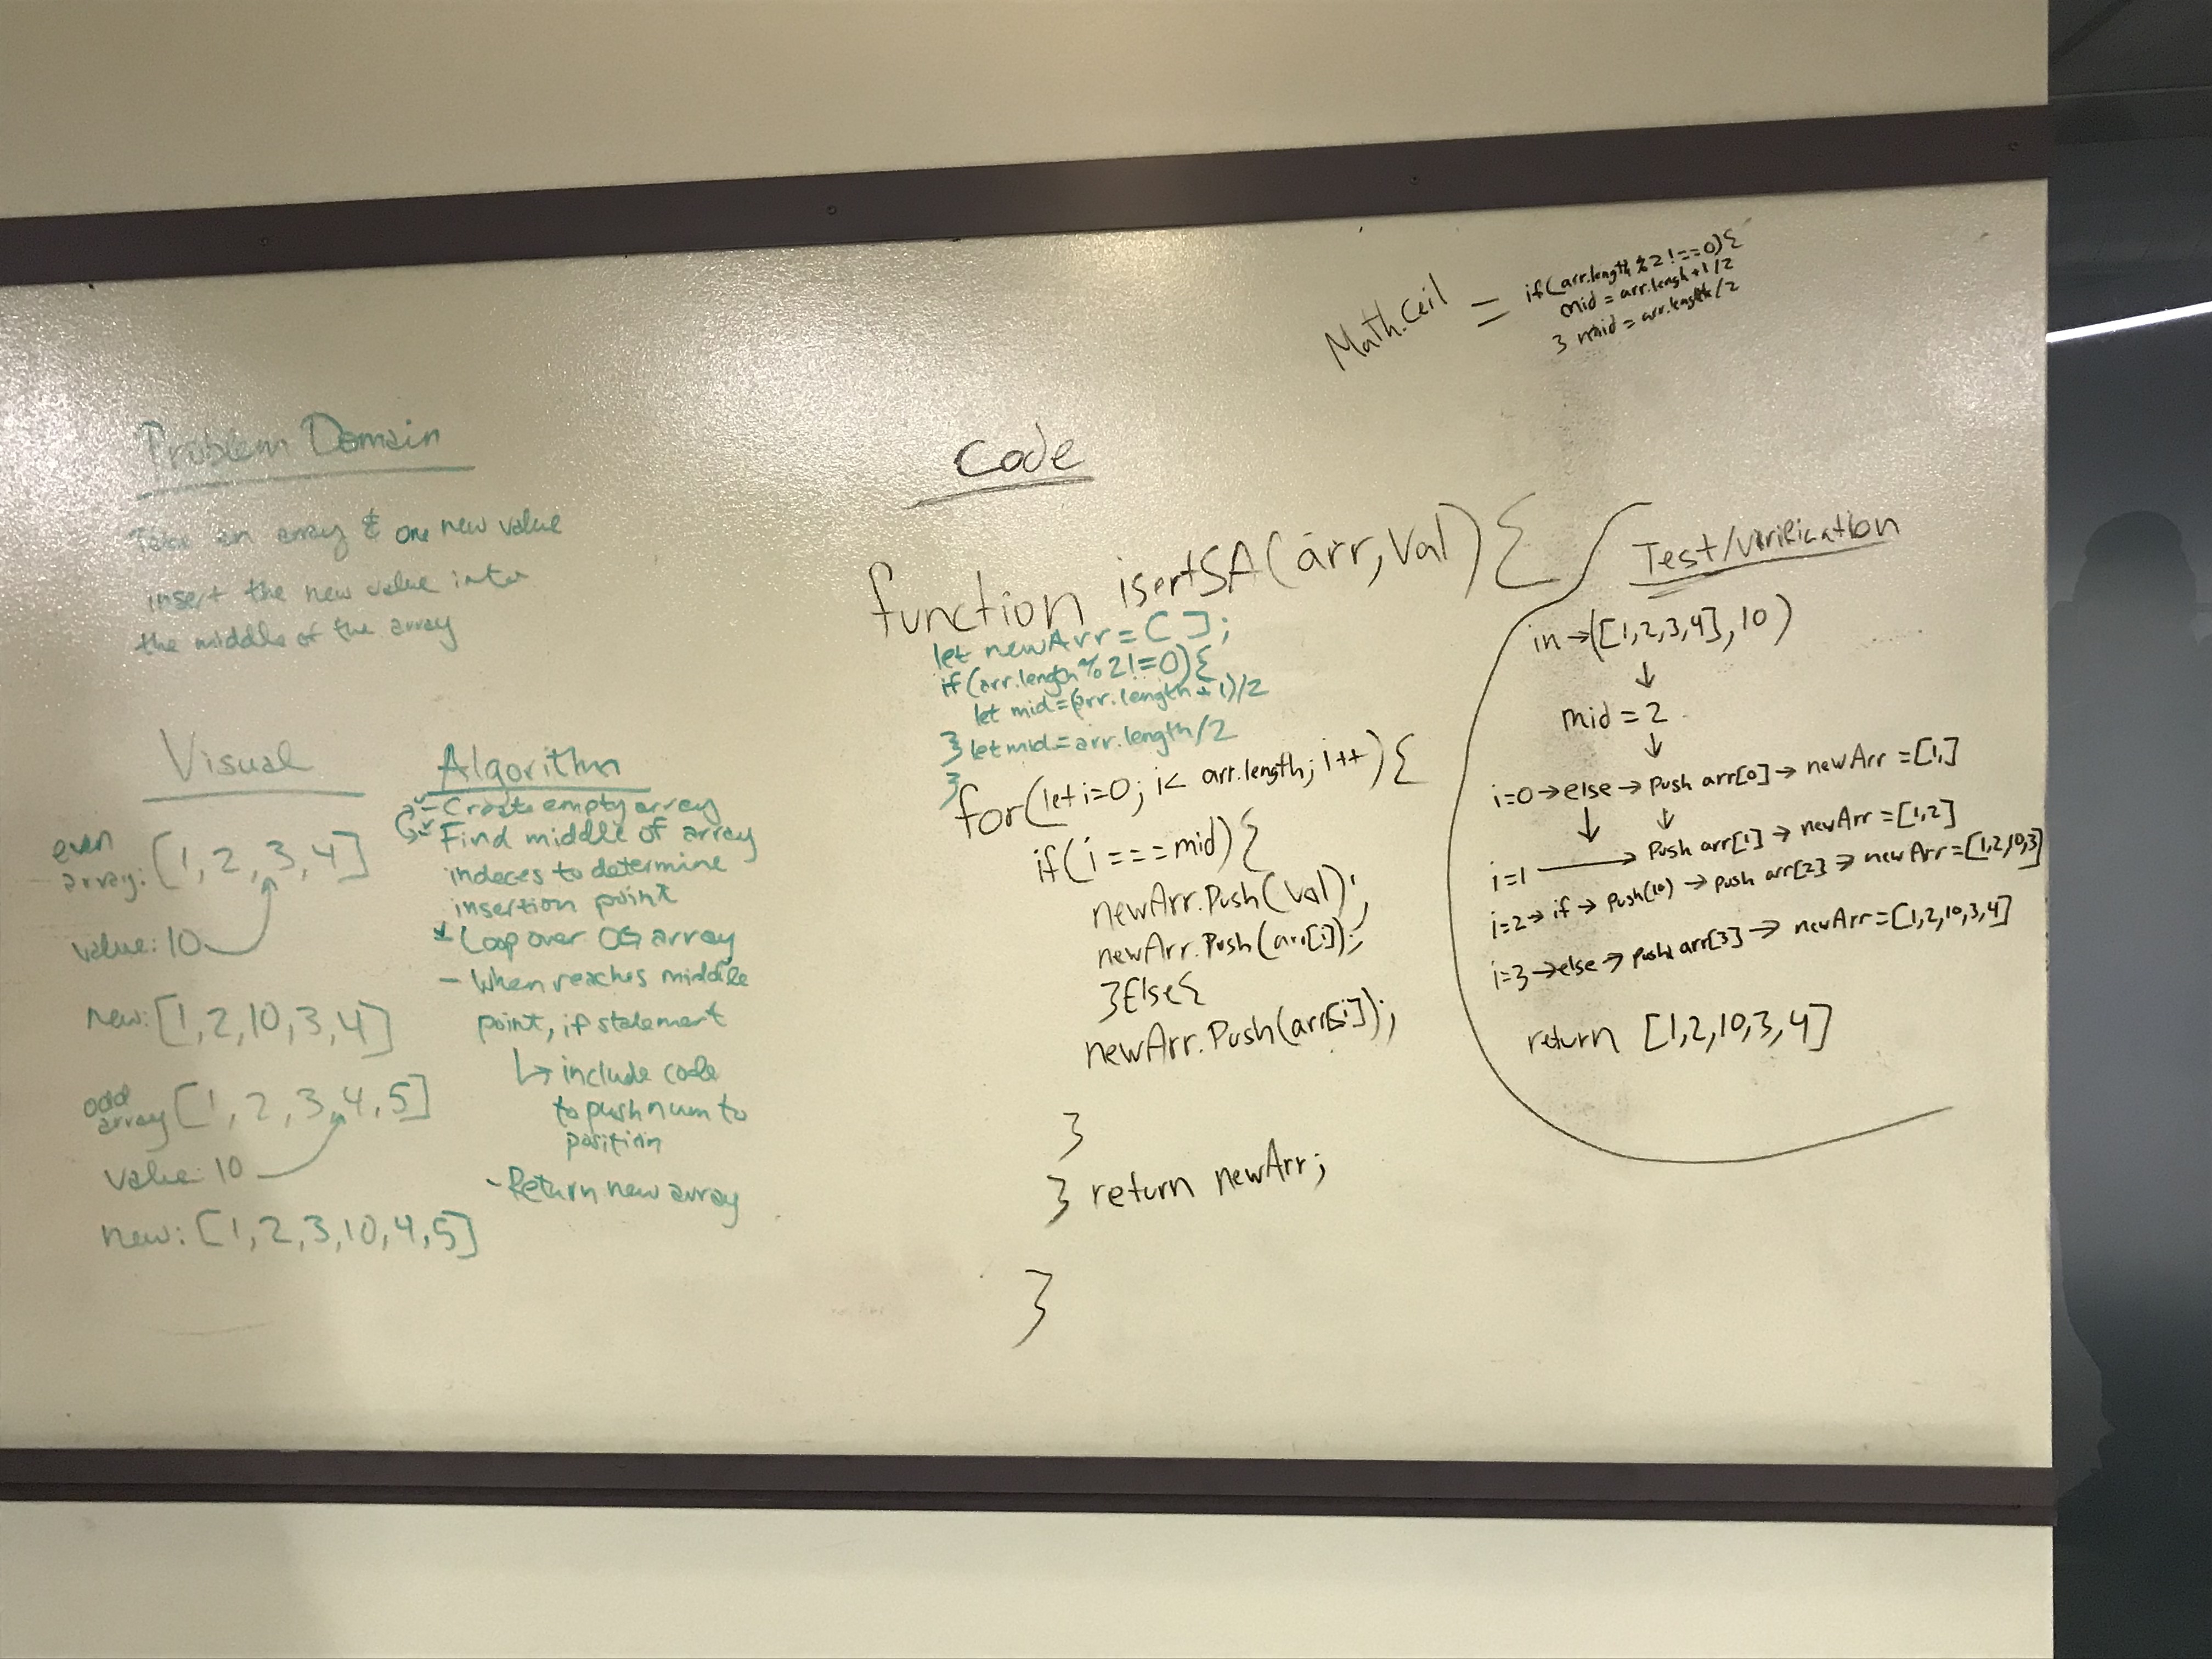 Math.Ceil = if(arr.length % 2 !== 0){
mid = arr.lengh+1/2
} mid = arr.length/2
Problem Domain
Take an array & one new value
insert the new value into
the middle of the array
Visual
even
array: [1, 2, 3, 4]
value: 10
new: [1, 2, 10, 3, 4]
odd
array [1, 2, 3, 4, 5]
value: 10
new: [1, 2, 3, 10, 4, 5]
Algorithm
- Create empty array
- Find middle of array
indeces to determine
insertion point
- Loop over OG array
- When reaches middle
point, if statement
↳ include code
to push num to
position
- Return new array
Code
function isertSA(arr, Val) {
let newArr = [ ];
if(arr.length % 2 !== 0){
let mid = (arr.length + 1)/2
} let mid = arr.length/2
}
for(let i=0; i< arr.length; i++){
if(i === mid){
newArr.Push(Val);
newArr.Push(arr[i]);
}Else{
newArr.Push(arr[i]);
}
} return newArr;
}
Test/Verification
in → ([1,2,3,4], 10)
↓
mid = 2
↓
i=0 → else → Push arr[0] → newArr = [1,]
↓ ↓
i=1 → Push arr[1] → newArr = [1,2]
i=2 → if → push(10) → push arr[2] → newArr = [1,2,10,3]
i=3 → else → push arr[3] → newArr = [1,2,10,3,4]
return [1,2,10,3,4]